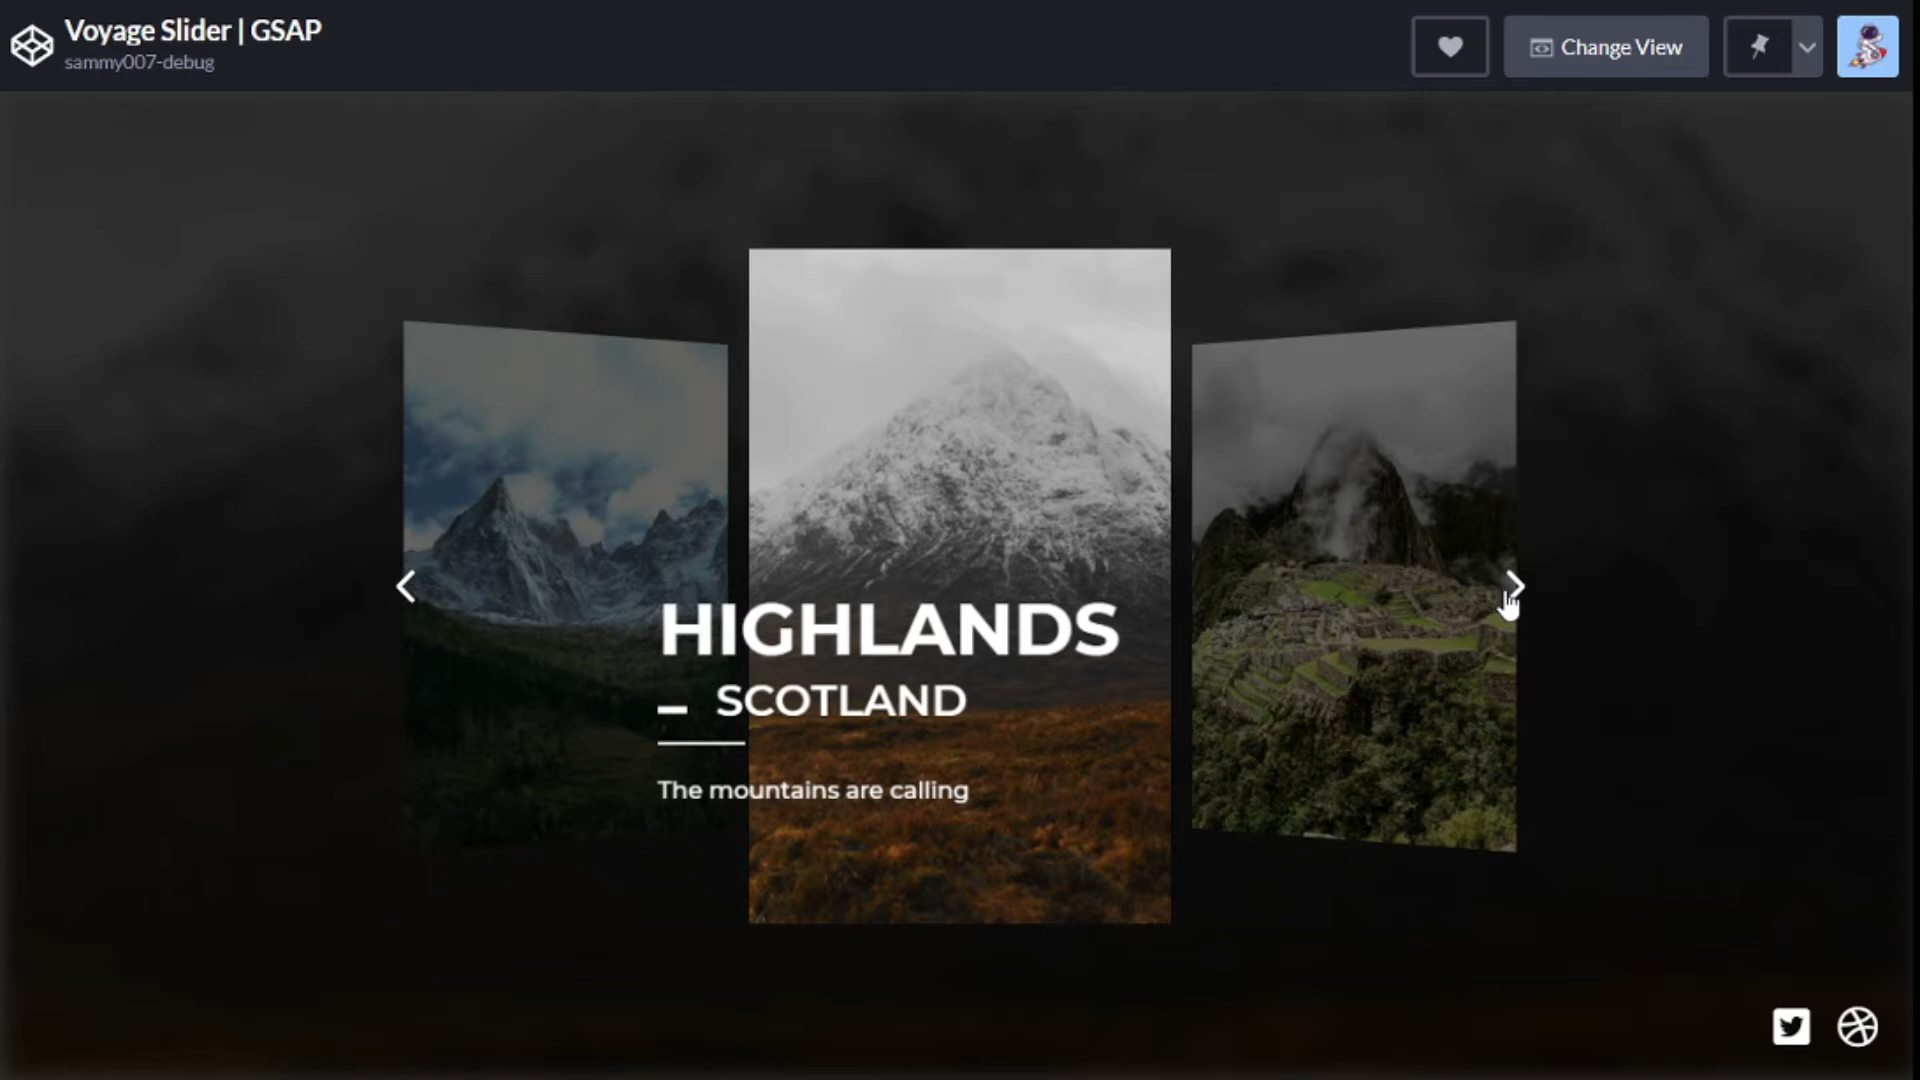 Voyage Slider | GSAP
sammy007-debug
Change View
HIGHLANDS
SCOTLAND
The mountains are calling